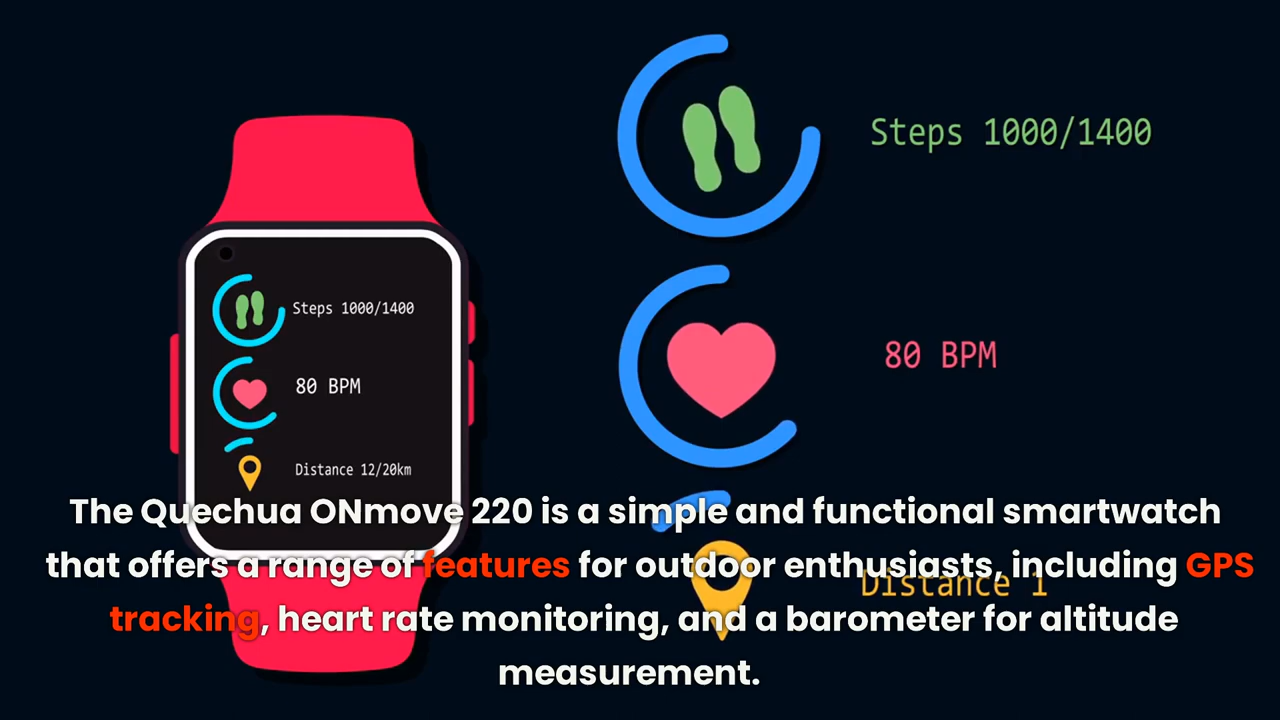 Steps 1000/1400
80 BPM
Distance 12/20km
Steps 1000/1400
80 BPM
Distance 1
The Quechua ONmove 220 is a simple and functional smartwatch
that offers a range of features for outdoor enthusiasts, including GPS
tracking, heart rate monitoring, and a barometer for altitude
measurement.